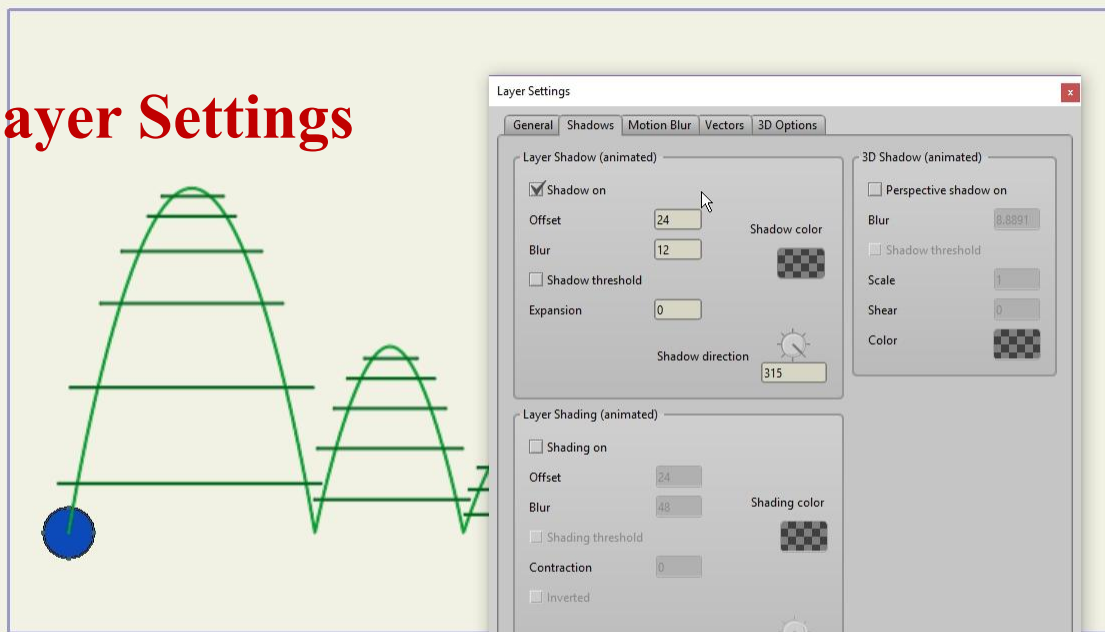 ayer Settings
Layer Settings
x
General Shadows Motion Blur Vectors 3D Options
Layer Shadow (animated)
Shadow on
Offset 24
Blur 12
Shadow color
Shadow threshold
Expansion 0
Shadow direction
315
3D Shadow (animated)
Perspective shadow on
Blur 8.8891
Shadow threshold
Scale 1
Shear 0
Color
Layer Shading (animated)
Shading on
Offset 24
Blur 48
Shading color
Shading threshold
Contraction 0
Inverted